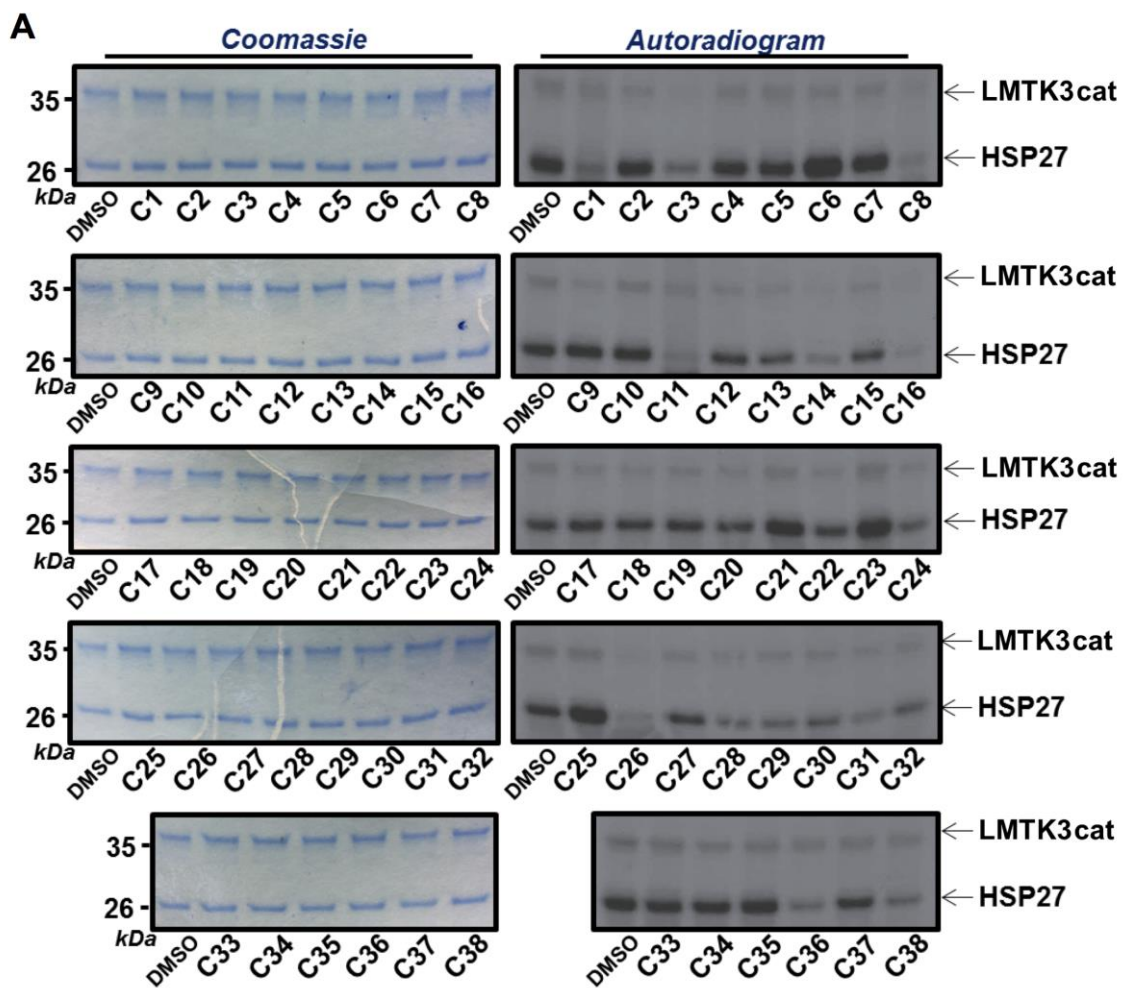 A
Coomassie Autoradiogram
35 LMTK3cat
26 HSP27
kDa
DMSO C1 C2 C3 C4 C5 C6 C7 C8 DMSO C1 C2 C3 C4 C5 C6 C7 C8
35 LMTK3cat
26 HSP27
kDa
DMSO C9 C10 C11 C12 C13 C14 C15 C16 DMSO C9 C10 C11 C12 C13 C14 C15 C16
35 LMTK3cat
26 HSP27
kDa
DMSO C17 C18 C19 C20 C21 C22 C23 C24 DMSO C17 C18 C19 C20 C21 C22 C23 C24
35 LMTK3cat
26 HSP27
kDa
DMSO C25 C26 C27 C28 C29 C30 C31 C32 DMSO C25 C26 C27 C28 C29 C30 C31 C32
35 LMTK3cat
26 HSP27
kDa
DMSO C33 C34 C35 C36 C37 C38 DMSO C33 C34 C35 C36 C37 C38